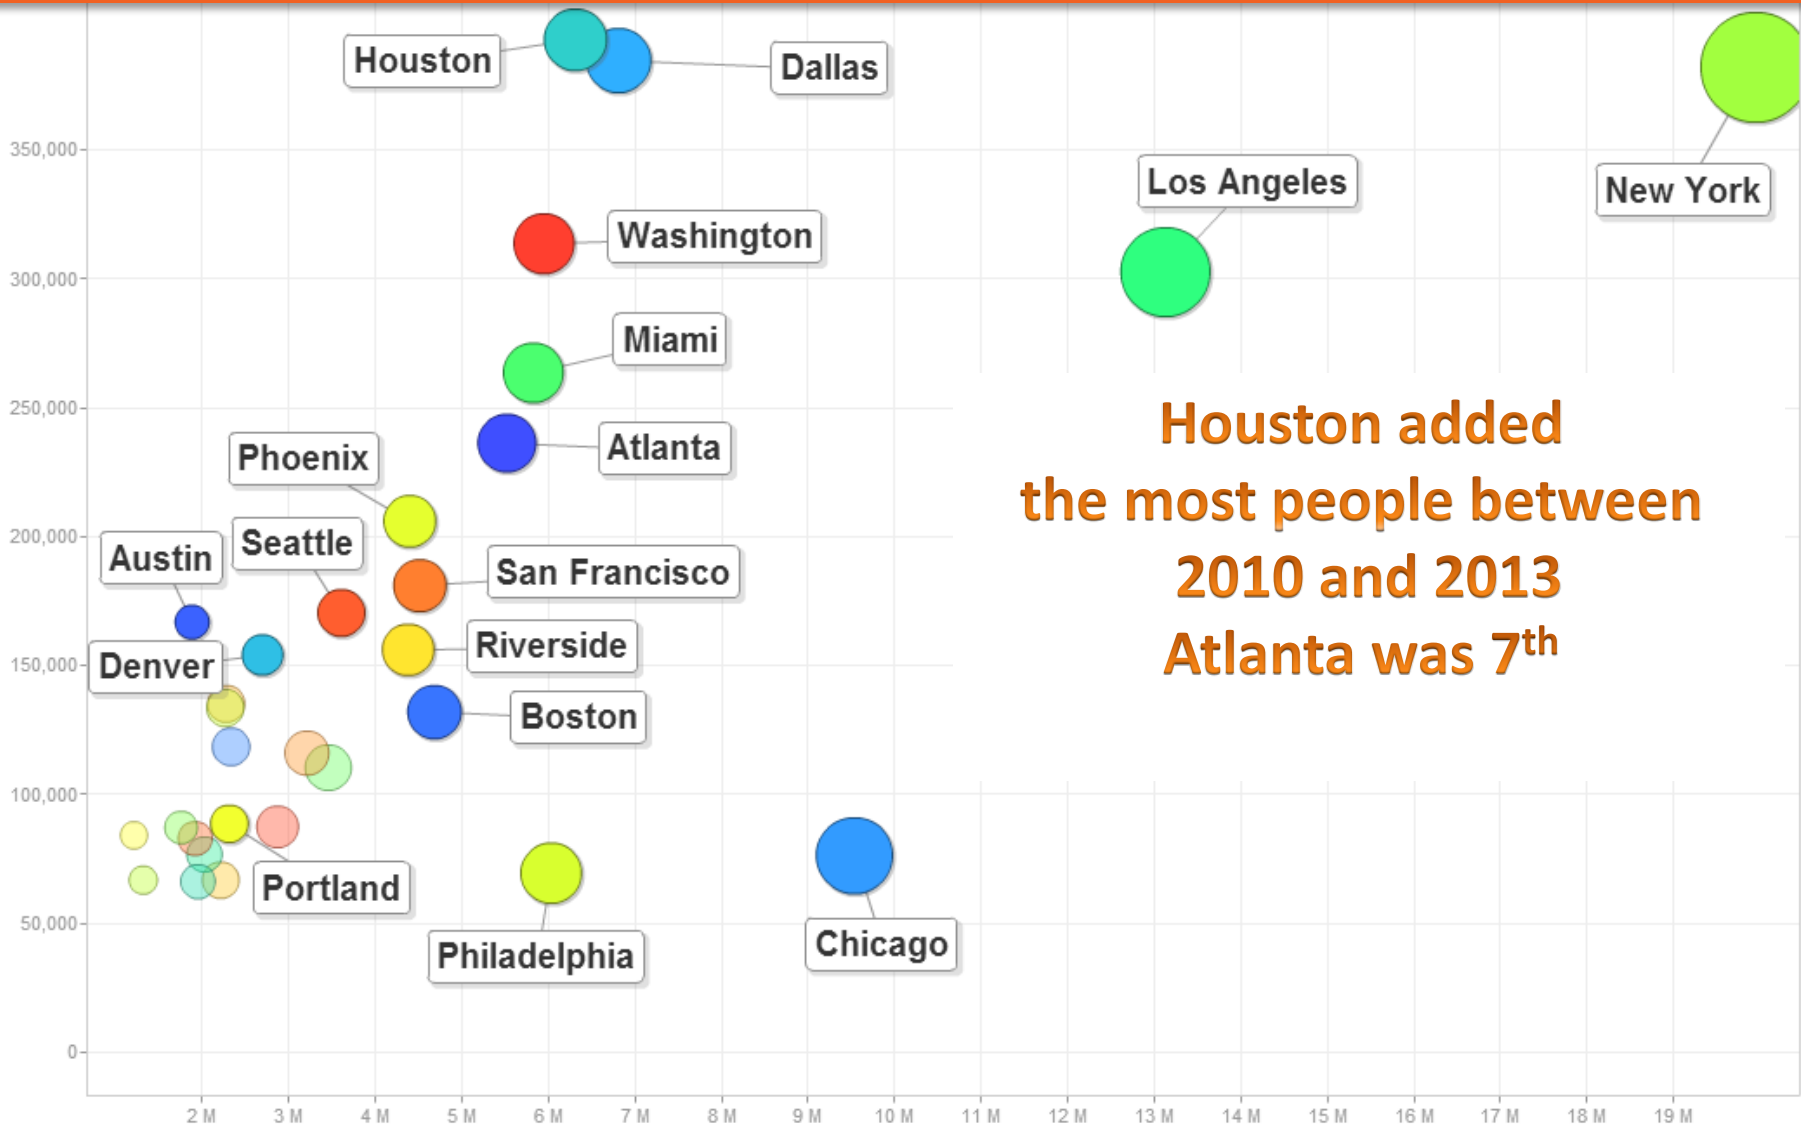 Houston
Dallas
350,000
Los Angeles
New York
Washington
300,000
Miami
250,000
Atlanta
Phoenix
Houston added
the most people between
2010 and 2013
Atlanta was 7th
200,000
Seattle
Austin
San Francisco
Riverside
150,000
Denver
Boston
100,000
Portland
50,000
Philadelphia
Chicago
0
2 M 3 M 4 M 5 M 6 M 7 M 8 M 9 M 10 M 11 M 12 M 13 M 14 M 15 M 16 M 17 M 18 M 19 M